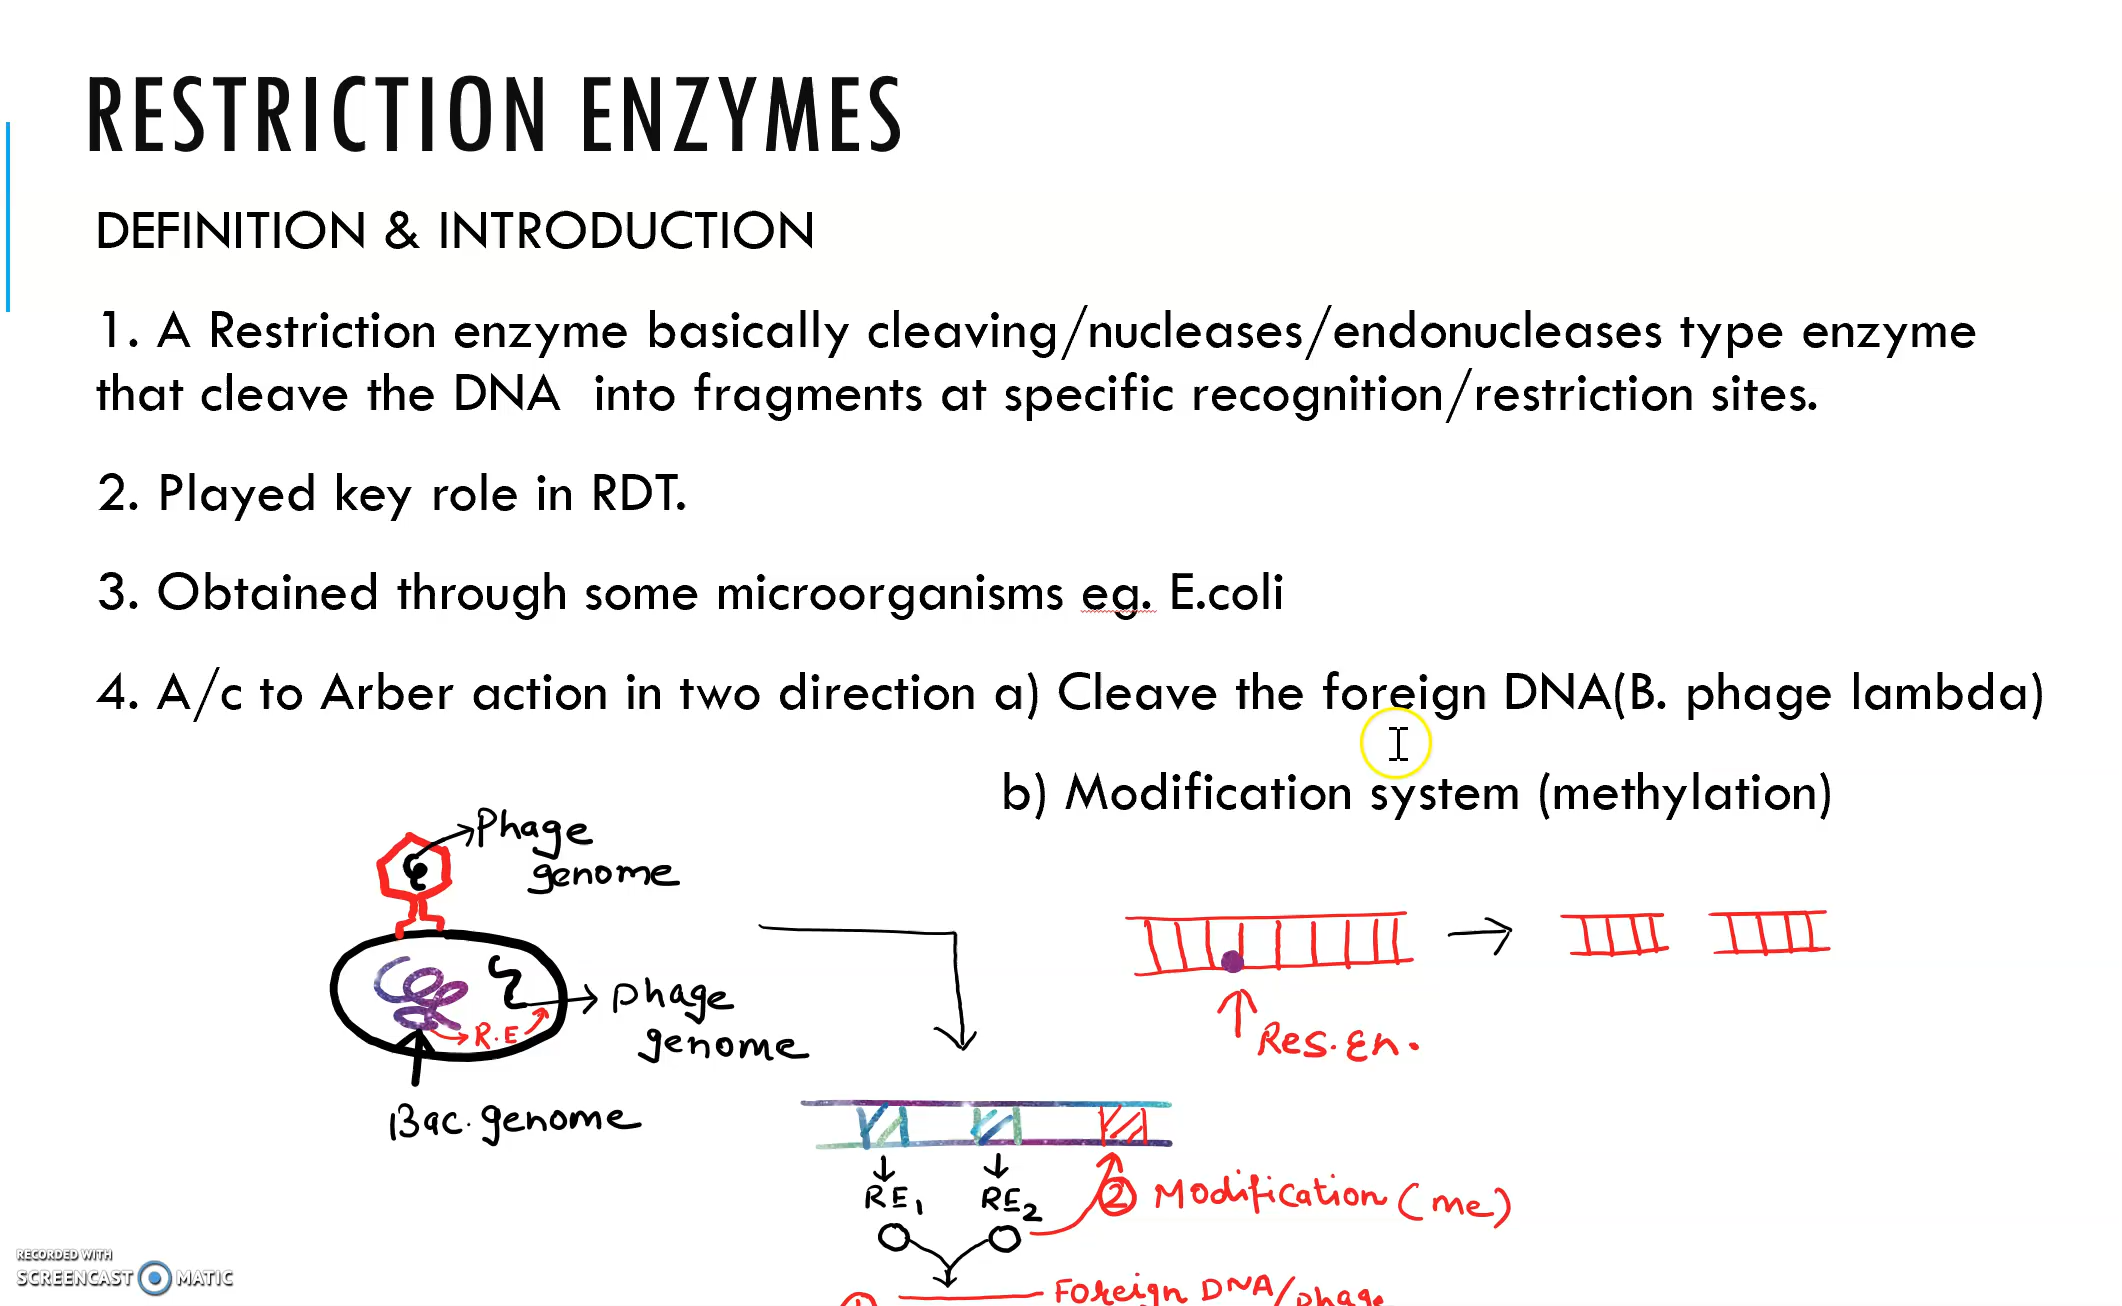 RESTRICTION ENZYMES
DEFINITION & INTRODUCTION
1. A Restriction enzyme basically cleaving/nucleases/endonucleases type enzyme
that cleave the DNA  into fragments at specific recognition/restriction sites.
2. Played key role in RDT.
3. Obtained through some microorganisms eg. E.coli
4. A/c to Arber action in two direction a) Cleave the foreign DNA(B. phage lambda)
b) Modification system (methylation)
Phage
genome
phage
genome
R.E
Bac. genome
Res. En.
RE1 RE2
② Modification (me)
① Foreign DNA/phage
RECORDED WITH
SCREENCAST MATIC